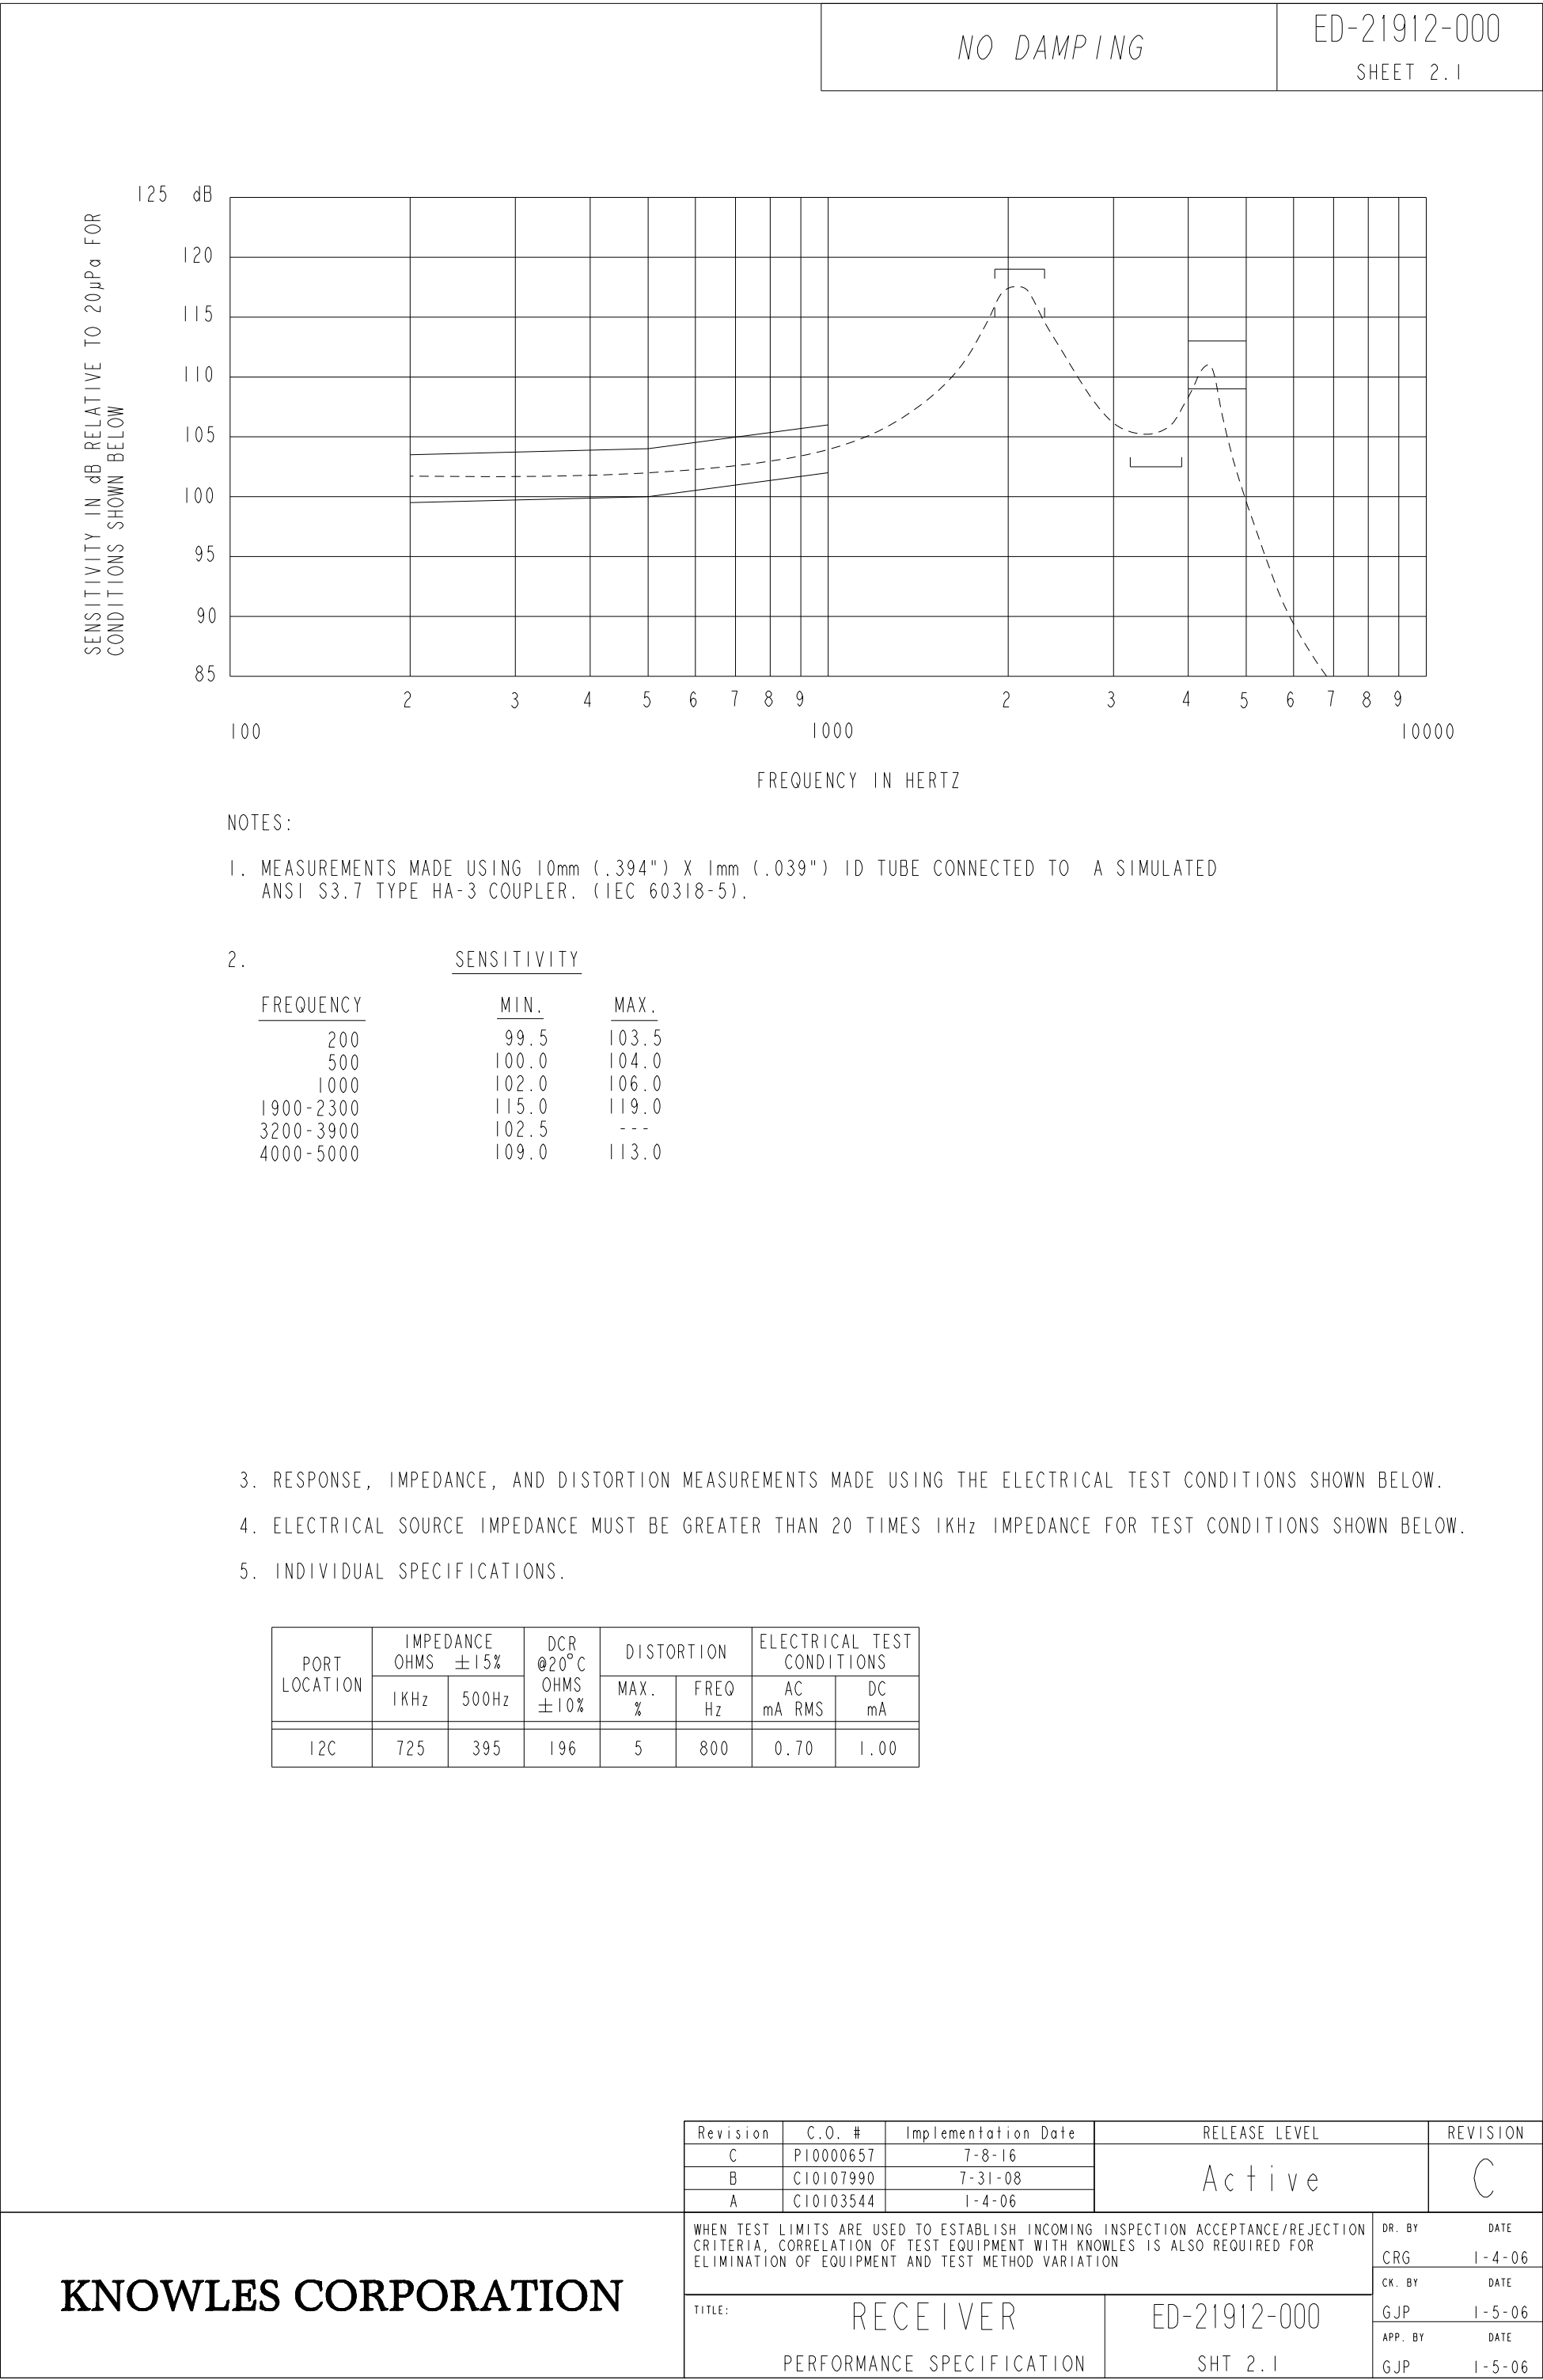 NO DAMPING
ED-21912-000
SHEET 2.1
SENSITIVITY IN dB RELATIVE TO 20µPa FOR
CONDITIONS SHOWN BELOW
125 dB
120
115
110
105
100
95
90
85
2 3 4 5 6 7 8 9 2 3 4 5 6 7 8 9
100 1000 10000
FREQUENCY IN HERTZ
NOTES:
1. MEASUREMENTS MADE USING 10mm (.394") X 1mm (.039") ID TUBE CONNECTED TO A SIMULATED
ANSI S3.7 TYPE HA-3 COUPLER. (IEC 60318-5).
2. SENSITIVITY
FREQUENCY MIN. MAX.
200 99.5 103.5
500 100.0 104.0
1000 102.0 106.0
1900-2300 115.0 119.0
3200-3900 102.5 ---
4000-5000 109.0 113.0
3. RESPONSE, IMPEDANCE, AND DISTORTION MEASUREMENTS MADE USING THE ELECTRICAL TEST CONDITIONS SHOWN BELOW.
4. ELECTRICAL SOURCE IMPEDANCE MUST BE GREATER THAN 20 TIMES 1KHz IMPEDANCE FOR TEST CONDITIONS SHOWN BELOW.
5. INDIVIDUAL SPECIFICATIONS.
PORT
LOCATION
IMPEDANCE
OHMS ±15%
1KHz 500Hz
DCR
@20°C
OHMS
±10%
DISTORTION
MAX.
%
FREQ
Hz
ELECTRICAL TEST
CONDITIONS
AC
mA RMS
DC
mA
12C 725 395 196 5 800 0.70 1.00
Revision C.O. # Implementation Date RELEASE LEVEL REVISION
C PI0000657 7-8-16
B C10107990 7-31-08
A C10103544 1-4-06
Active
C
WHEN TEST LIMITS ARE USED TO ESTABLISH INCOMING INSPECTION ACCEPTANCE/REJECTION
CRITERIA, CORRELATION OF TEST EQUIPMENT WITH KNOWLES IS ALSO REQUIRED FOR
ELIMINATION OF EQUIPMENT AND TEST METHOD VARIATION
DR. BY DATE
CRG 1-4-06
CK. BY DATE
GJP 1-5-06
APP. BY DATE
GJP 1-5-06
KNOWLES CORPORATION
TITLE:
RECEIVER
PERFORMANCE SPECIFICATION
ED-21912-000
SHT 2.1